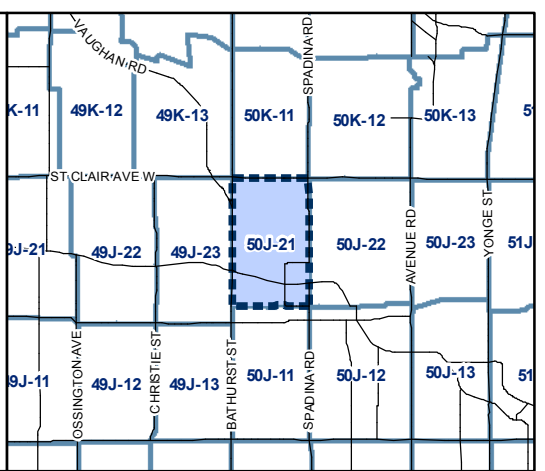 VAUGHAN RD
SPADINA RD
K-11
49K-12
49K-13
50K-11
50K-12
50K-13
5
ST CLAIR AVE W
9J-21
49J-22
49J-23
50J-21
50J-22
AVENUE RD
50J-23
YONGE ST
51J
OSSINGTON AVE
CHRISTIE ST
BATHURST ST
SPADINA RD
9J-11
49J-12
49J-13
50J-11
50J-12
50J-13
51